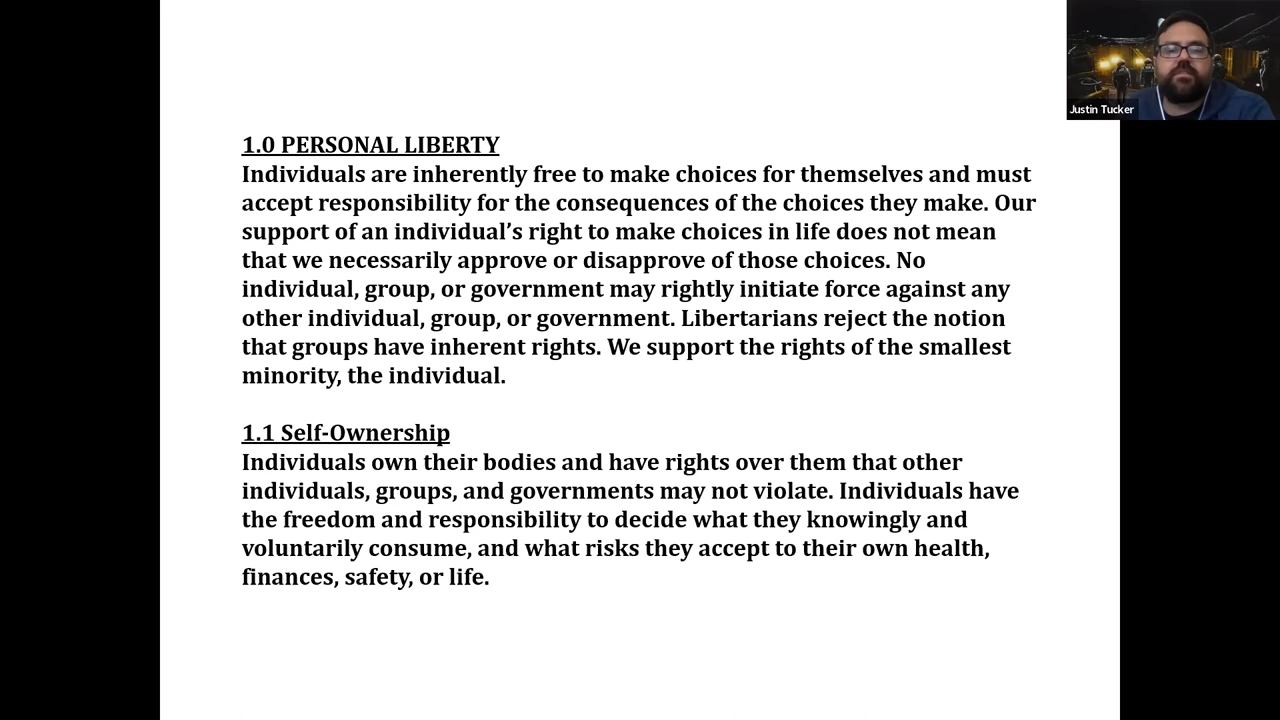 Justin Tucker
1.0 PERSONAL LIBERTY
Individuals are inherently free to make choices for themselves and must
accept responsibility for the consequences of the choices they make. Our
support of an individual’s right to make choices in life does not mean
that we necessarily approve or disapprove of those choices. No
individual, group, or government may rightly initiate force against any
other individual, group, or government. Libertarians reject the notion
that groups have inherent rights. We support the rights of the smallest
minority, the individual.
1.1 Self-Ownership
Individuals own their bodies and have rights over them that other
individuals, groups, and governments may not violate. Individuals have
the freedom and responsibility to decide what they knowingly and
voluntarily consume, and what risks they accept to their own health,
finances, safety, or life.